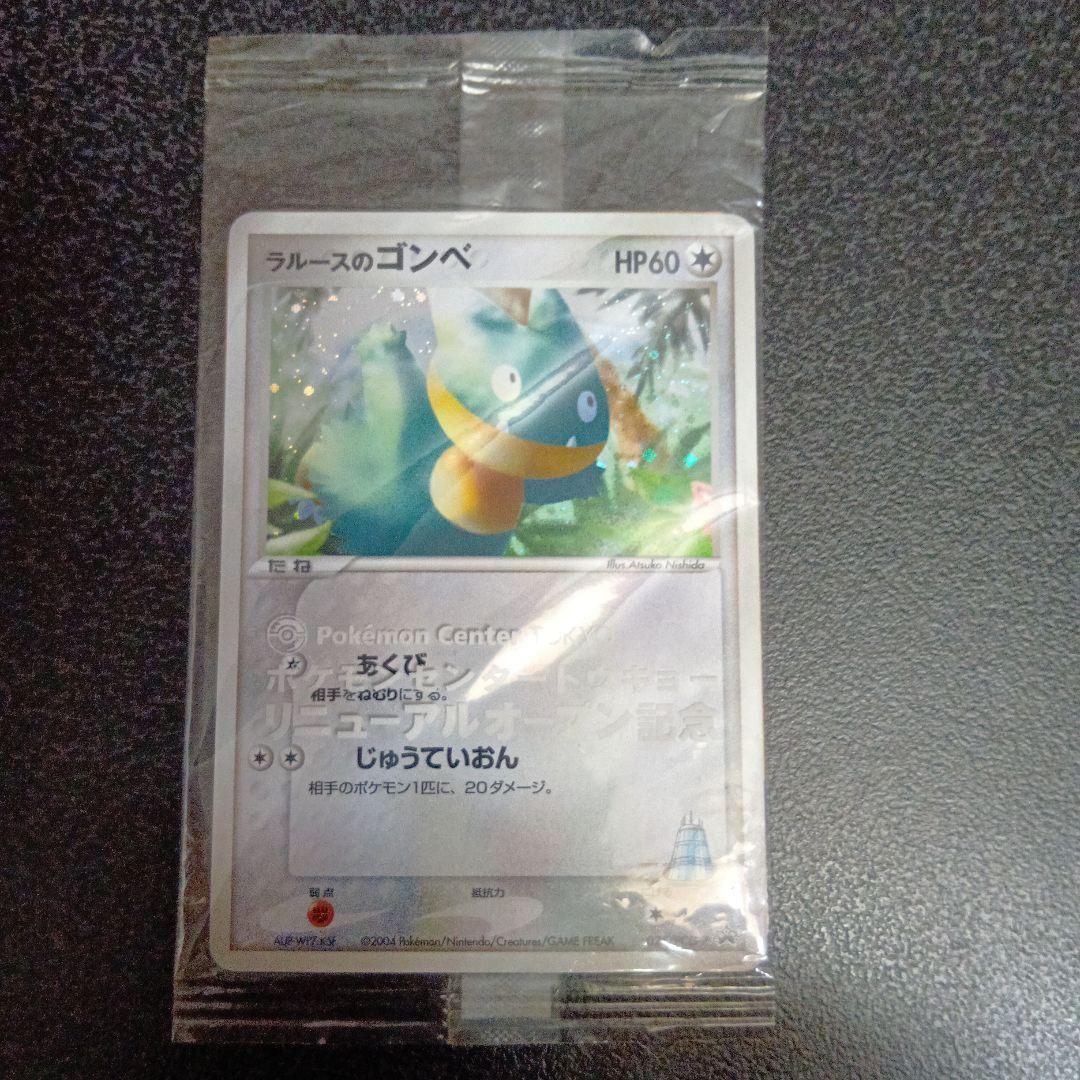 ラルースのゴンベ HP60
たね Illus.Atsuko Nishida
Pokémon Center TOKYO
あくび
ポケモンセンタートウキョー
相手をねむりにする。
リニューアルオープン記念
じゅうていおん
相手のポケモン1匹に、20ダメージ。
弱点 抵抗力
©2004 Pokémon/Nintendo/Creatures/GAME FREAK